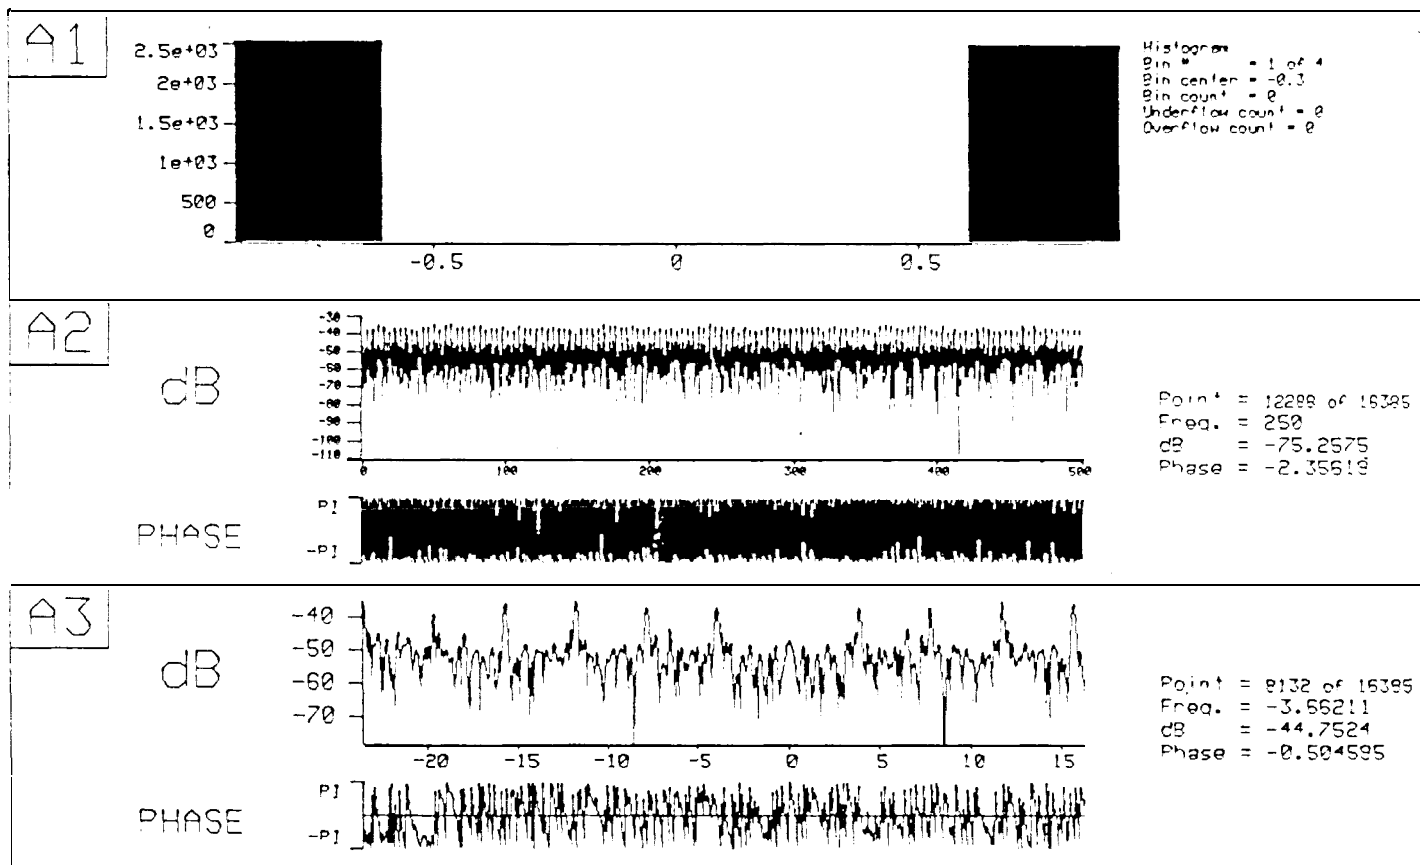 A1
2.5e+03
2e+03
1.5e+03
1e+03
500
0
-0.5 0 0.5
Histogram
Bin # = 1 of 4
Bin center = -0.3
Bin count = 0
Underflow count = 0
Overflow count = 0
A2
dB
-30
-40
-50
-60
-70
-80
-90
-100
-110
0 100 200 300 400 500
PHASE
PI
-PI
Point = 12288 of 16385
Freq. = 250
dB = -75.2575
Phase = -2.35619
A3
dB
-40
-50
-60
-70
-20 -15 -10 -5 0 5 10 15
PHASE
PI
-PI
Point = 8132 of 16385
Freq. = -3.66211
dB = -44.7524
Phase = -0.504595